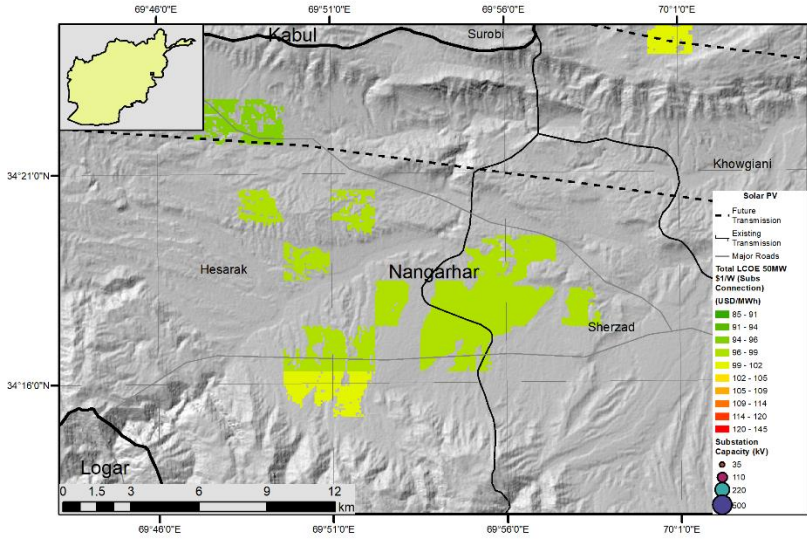 69°46'0"E 69°51'0"E 69°56'0"E 70°1'0"E
Kabul
Surobi
34°21'0"N
Khowgiani
Hesarak
Nangarhar
Sherzad
34°16'0"N
Logar
0 1.5 3 6 9 12
km
69°46'0"E 69°51'0"E 69°56'0"E 70°1'0"E
Solar PV
Future
Transmission
Existing
Transmission
Major Roads
Total LCOE 50MW
$1/W (Subs
Connection)
(USD/MWh)
85 - 91
91 - 94
94 - 96
96 - 99
99 - 102
102 - 105
105 - 109
109 - 114
114 - 120
120 - 145
Substation
Capacity (kV)
35
110
220
500